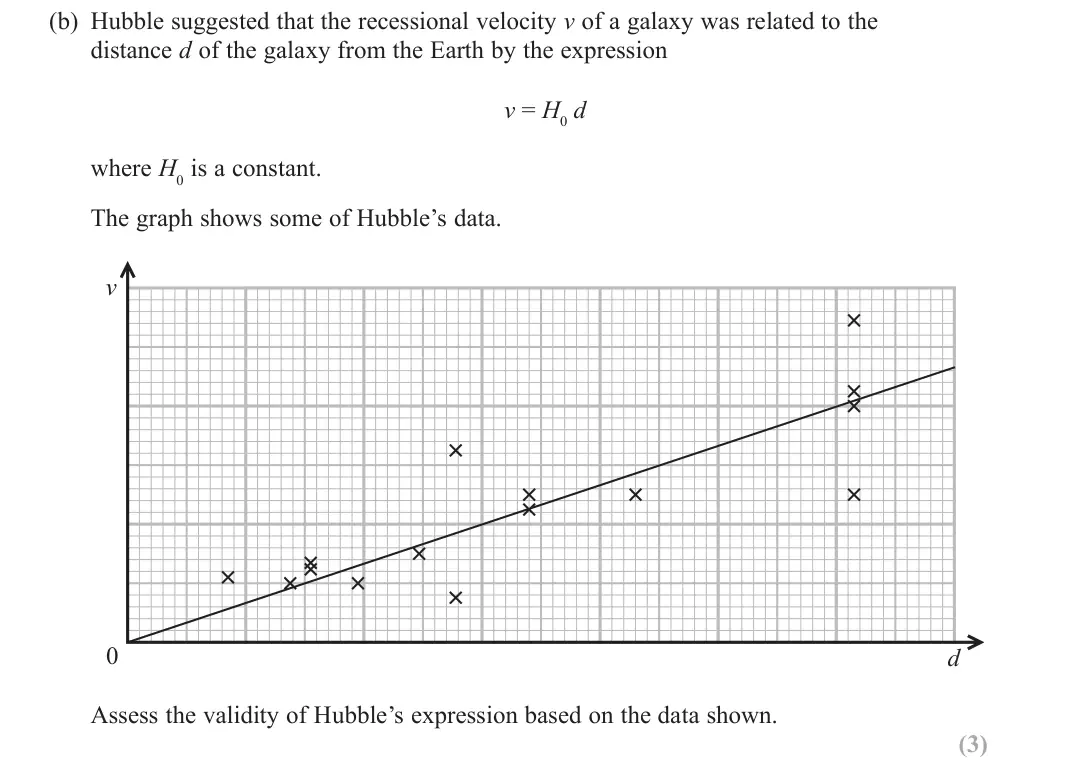 (b) Hubble suggested that the recessional velocity v of a galaxy was related to the
distance d of the galaxy from the Earth by the expression
v = H₀ d
where H₀ is a constant.
The graph shows some of Hubble’s data.
v
0
d
Assess the validity of Hubble’s expression based on the data shown.
(3)